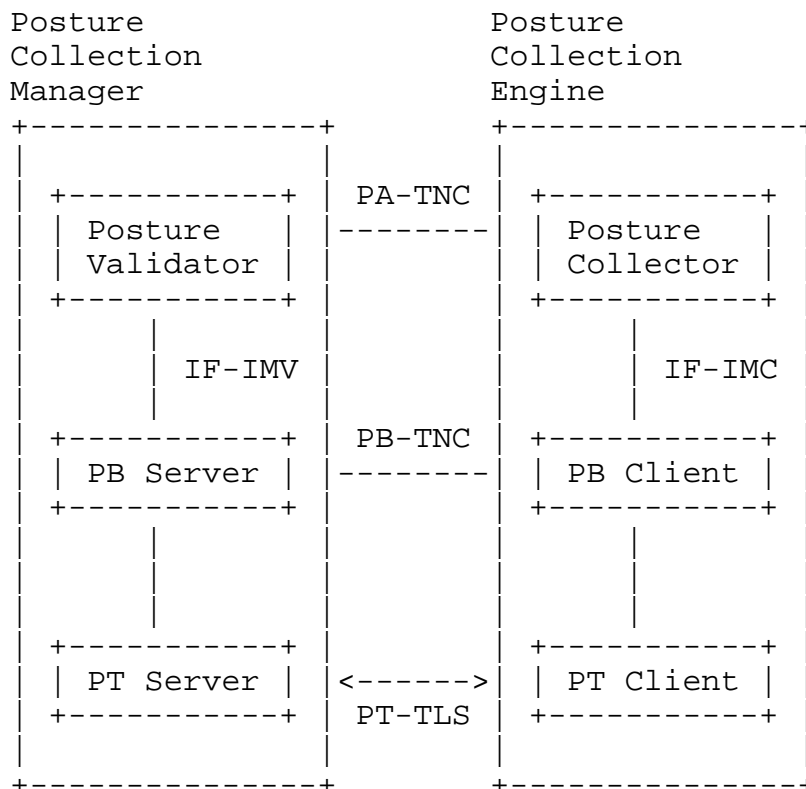 Posture Posture
Collection Collection
Manager Engine
PA-TNC
Posture Posture
Validator Collector
IF-IMV IF-IMC
PB-TNC
PB Server PB Client
PT Server <------> PT Client
PT-TLS